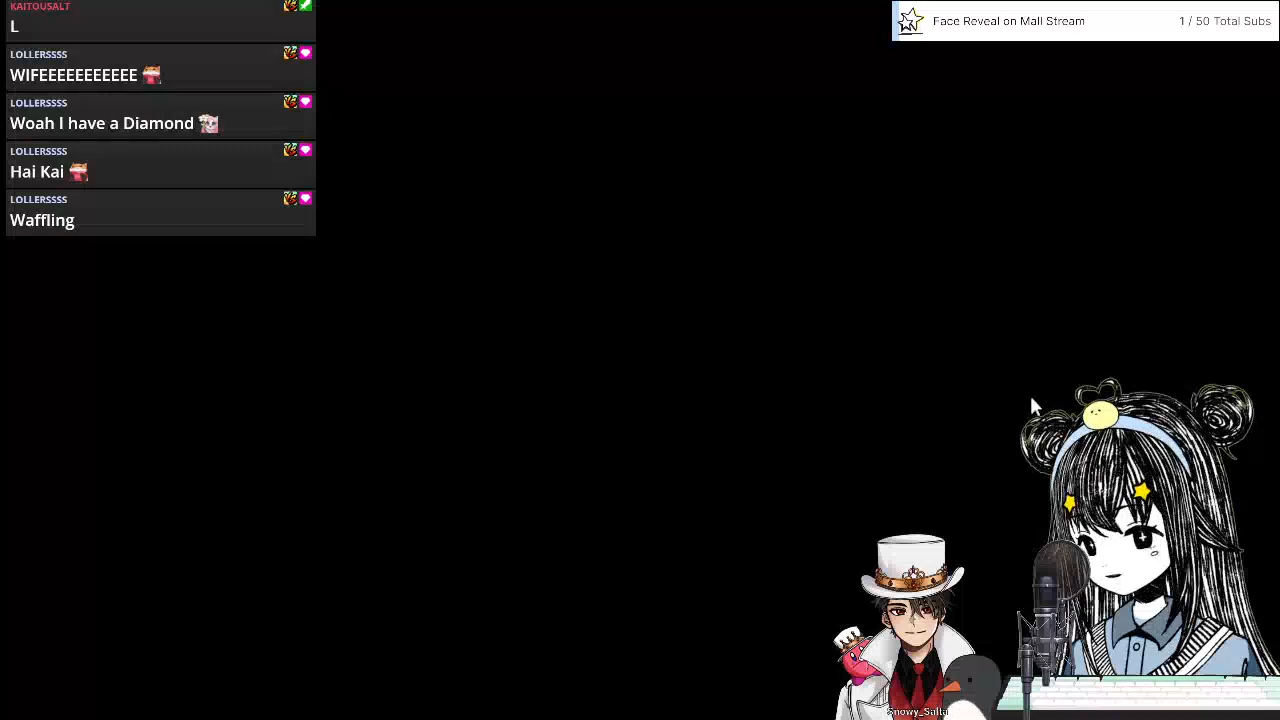 KAITOUSALT
L
LOLLERSSSS
WIFEEEEEEEEEEE
LOLLERSSSS
Woah I have a Diamond
LOLLERSSSS
Hai Kai
LOLLERSSSS
Waffling
Face Reveal on Mall Stream 1 / 50 Total Subs